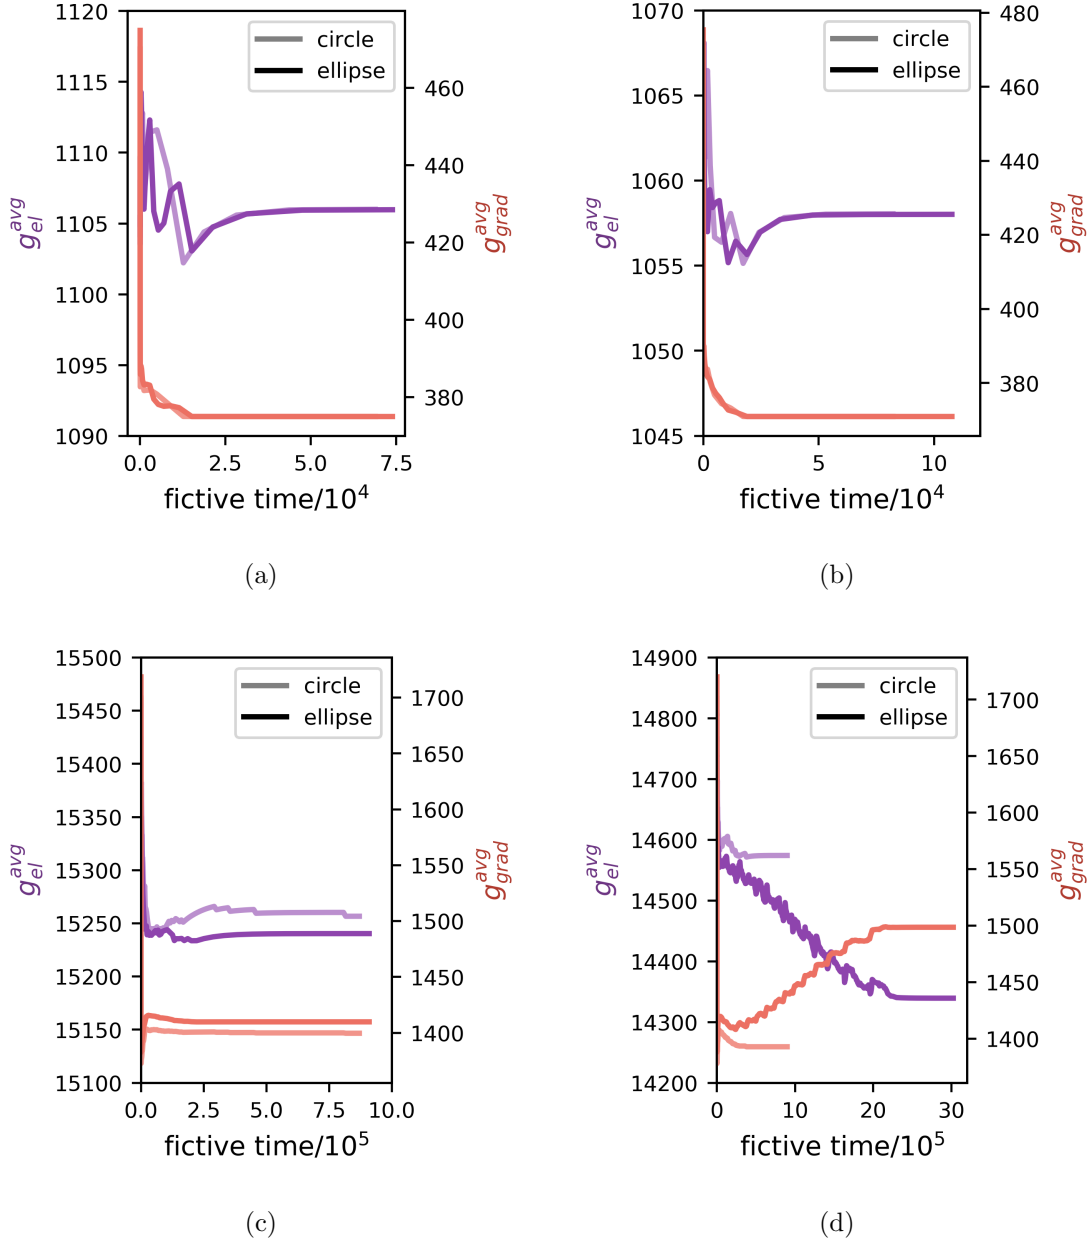 1120
1115
1110
1105
1100
1095
1090
g_el^avg
circle
ellipse
460
440
420
400
380
g_grad^avg
0.0 2.5 5.0 7.5
fictive time/10^4
(a)
1070
1065
1060
1055
1050
1045
g_el^avg
circle
ellipse
480
460
440
420
400
380
g_grad^avg
0 5 10
fictive time/10^4
(b)
15500
15450
15400
15350
15300
15250
15200
15150
15100
g_el^avg
circle
ellipse
1700
1650
1600
1550
1500
1450
1400
g_grad^avg
0.0 2.5 5.0 7.5 10.0
fictive time/10^5
(c)
14900
14800
14700
14600
14500
14400
14300
14200
g_el^avg
circle
ellipse
1700
1650
1600
1550
1500
1450
1400
g_grad^avg
0 10 20 30
fictive time/10^5
(d)